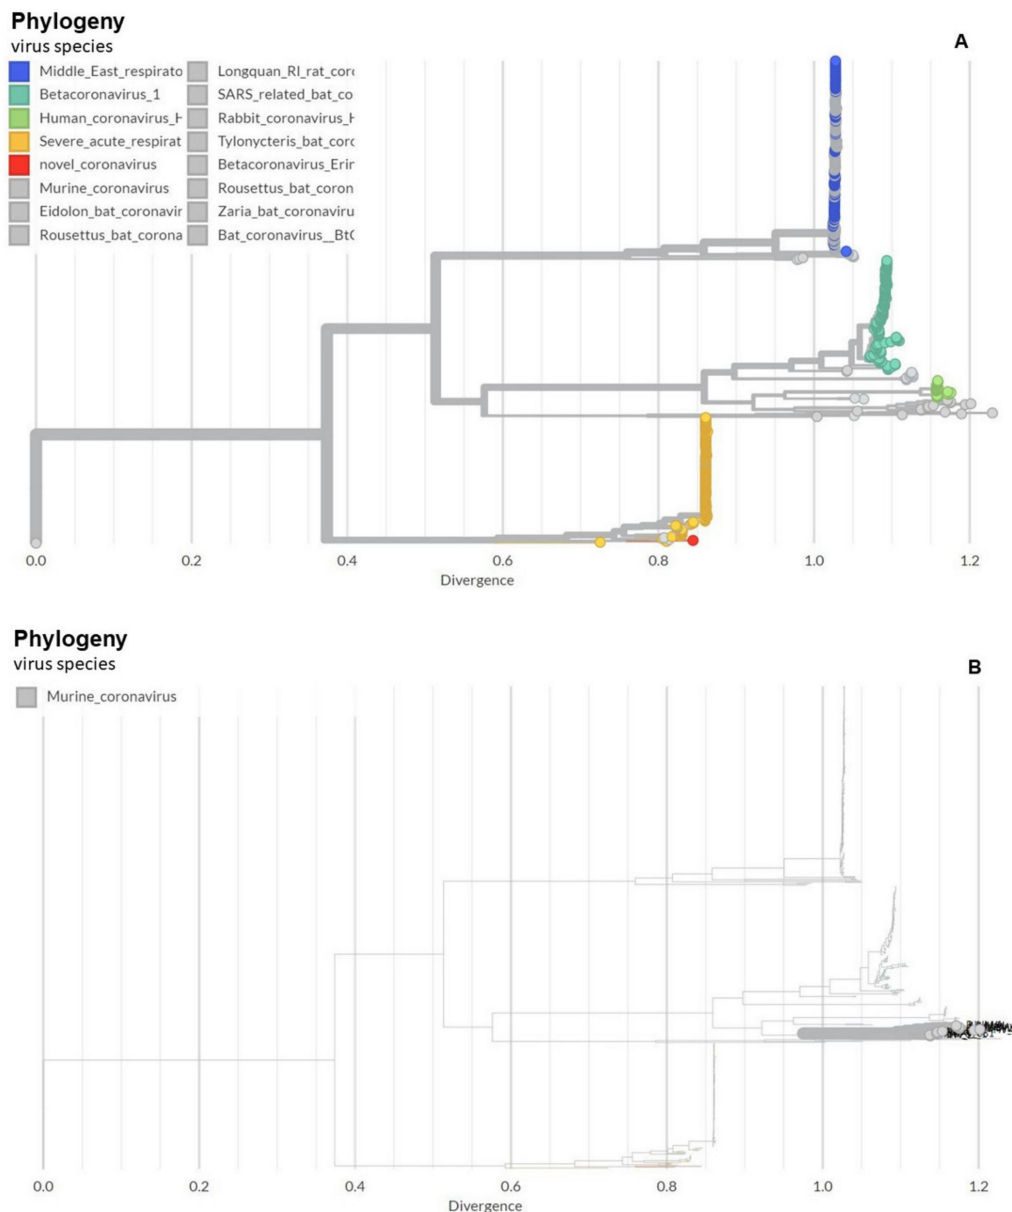 Phylogeny
virus species
A
Middle_East_respirato
Betacoronavirus_1
Human_coronavirus_H
Severe_acute_respirat
novel_coronavirus
Murine_coronavirus
Eidolon_bat_coronavir
Rousettus_bat_corona
Longquan_Rl_rat_coro
SARS_related_bat_co
Rabbit_coronavirus_H
Tylonycteris_bat_coro
Betacoronavirus_Erin
Rousettus_bat_coron
Zaria_bat_coronaviru
Bat_coronavirus__BtC
0.0 0.2 0.4 0.6 0.8 1.0 1.2
Divergence
Phylogeny
virus species
B
Murine_coronavirus
0.0 0.2 0.4 0.6 0.8 1.0 1.2
Divergence